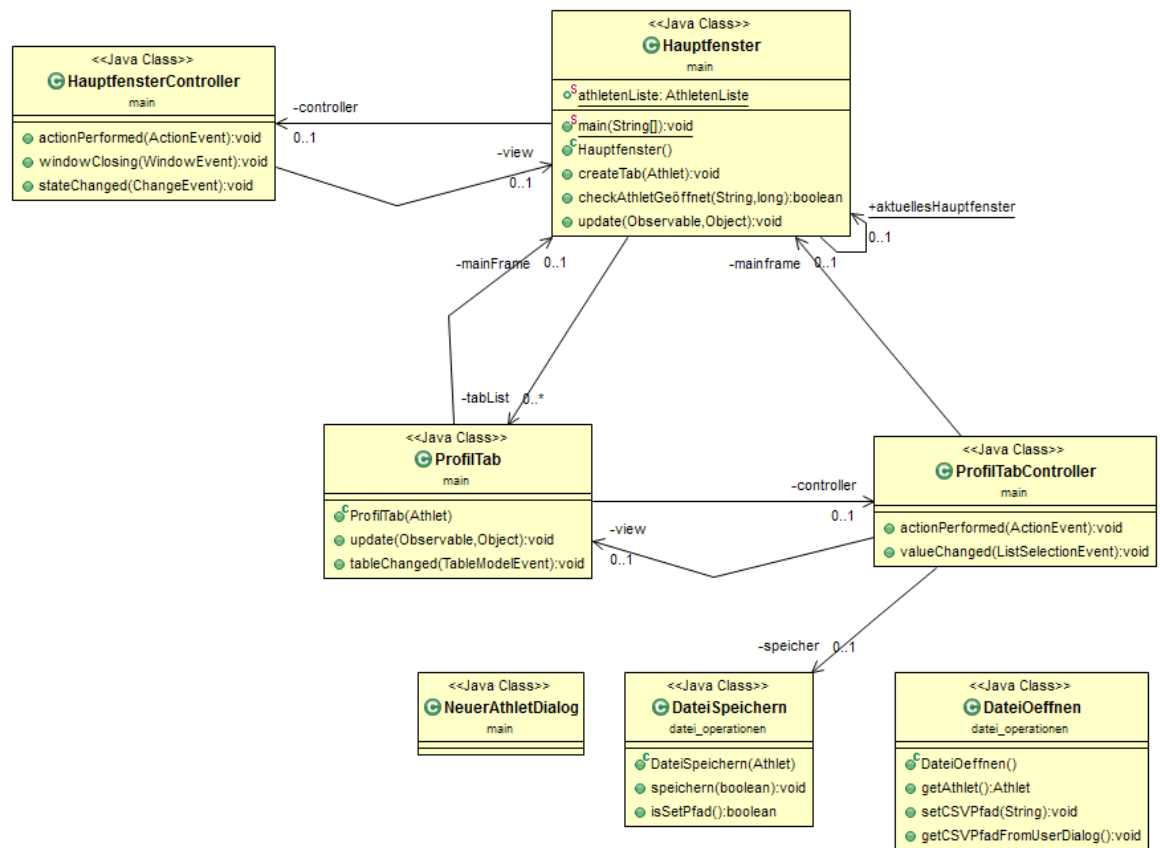 <<Java Class>>
HauptfensterController
main
actionPerformed(ActionEvent):void
windowClosing(WindowEvent):void
stateChanged(ChangeEvent):void
-controller
0..1
-view
0..1
<<Java Class>>
Hauptfenster
main
athletenListe: AthletenListe
main(String[]):void
Hauptfenster()
createTab(Athlet):void
checkAthletGeöffnet(String,long):boolean
update(Observable,Object):void
+aktuellesHauptfenster
0..1
-mainFrame 0..1
-mainframe 0..1
-tabList 0..*
<<Java Class>>
ProfilTab
main
ProfilTab(Athlet)
update(Observable,Object):void
tableChanged(TableModelEvent):void
-controller
0..1
-view
0..1
<<Java Class>>
ProfilTabController
main
actionPerformed(ActionEvent):void
valueChanged(ListSelectionEvent):void
-speicher 0..1
<<Java Class>>
NeuerAthletDialog
main
<<Java Class>>
DateiSpeichern
datei_operationen
DateiSpeichern(Athlet)
speichern(boolean):void
isSetPfad():boolean
<<Java Class>>
DateiOeffnen
datei_operationen
DateiOeffnen()
getAthlet():Athlet
setCSVPfad(String):void
getCSVPfadFromUserDialog():void